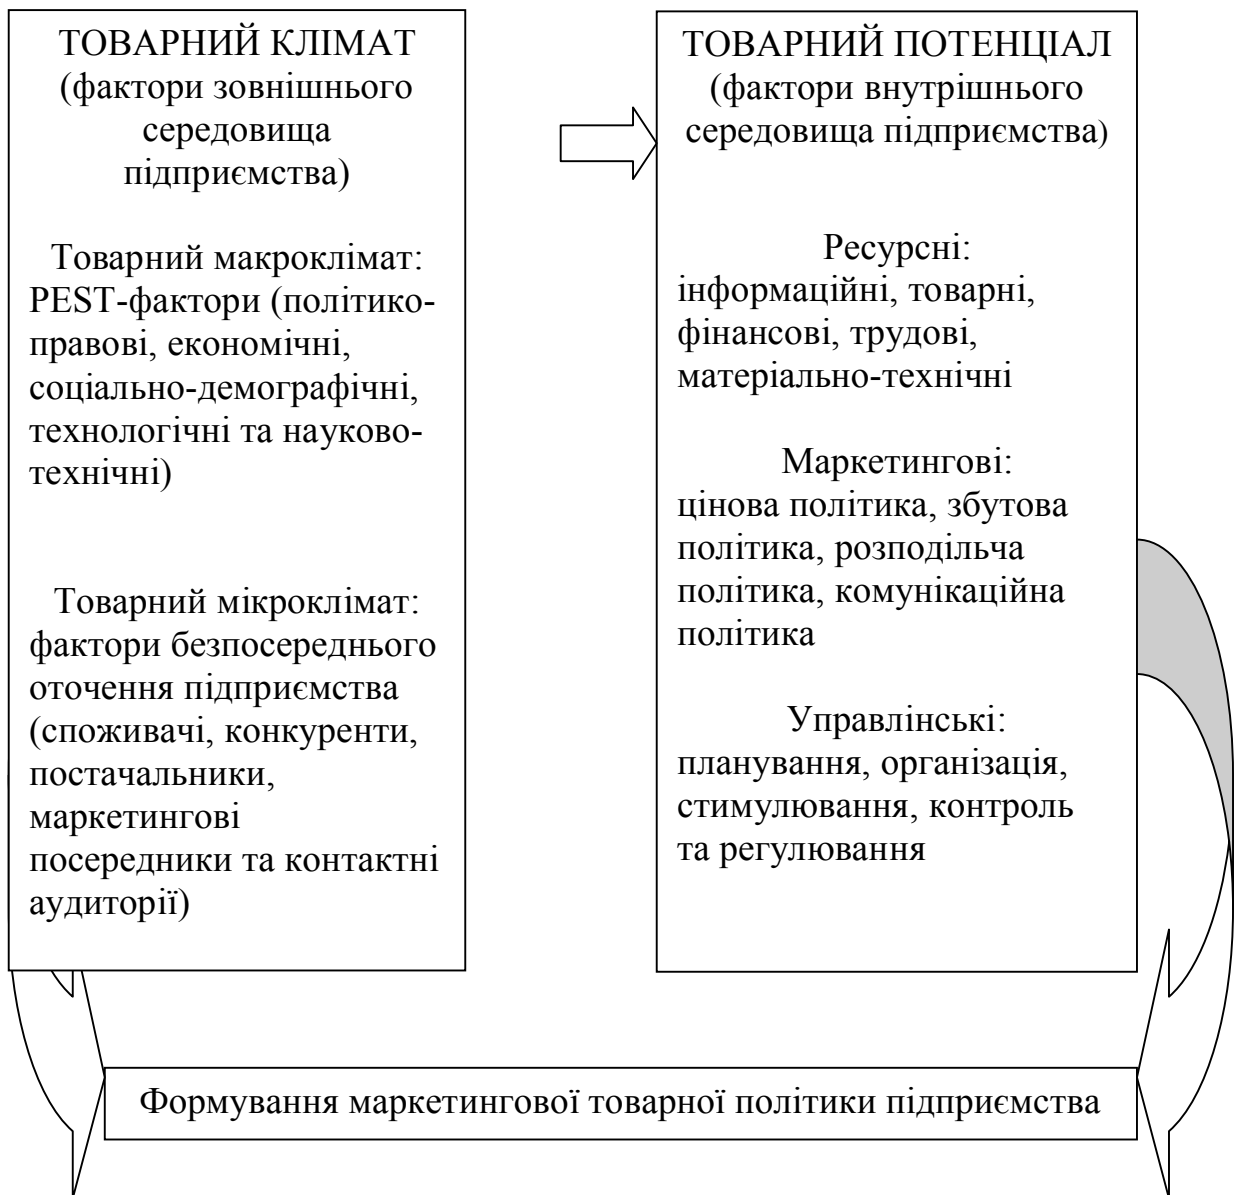 ТОВАРНИЙ КЛІМАТ
(фактори зовнішнього
середовища
підприємства)
Товарний макроклімат:
PEST-фактори (політико-
правові, економічні,
соціально-демографічні,
технологічні та науково-
технічні)
Товарний мікроклімат:
фактори безпосереднього
оточення підприємства
(споживачі, конкуренти,
постачальники,
маркетингові
посередники та контактні
аудиторії)
ТОВАРНИЙ ПОТЕНЦІАЛ
(фактори внутрішнього
середовища підприємства)
Ресурсні:
інформаційні, товарні,
фінансові, трудові,
матеріально-технічні
Маркетингові:
цінова політика, збутова
політика, розподільча
політика, комунікаційна
політика
Управлінські:
планування, організація,
стимулювання, контроль
та регулювання
Формування маркетингової товарної політики підприємства